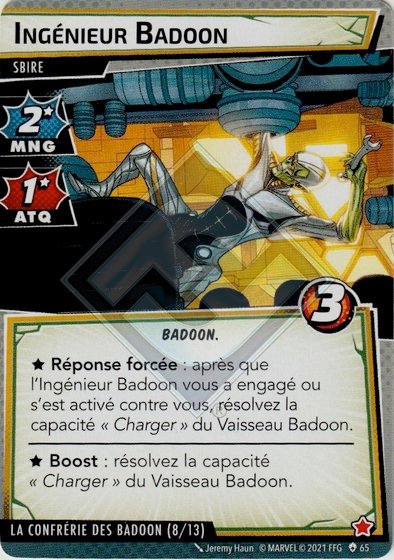 INGÉNIEUR BADOON
SBIRE
2★
MNG
1★
ATQ
3
BADOON.
★ Réponse forcée : après que
l'Ingénieur Badoon vous a engagé ou
s'est activé contre vous, résolvez la
capacité « Charger » du Vaisseau Badoon.
★ Boost : résolvez la capacité
« Charger » du Vaisseau Badoon.
LA CONFRÉRIE DES BADOON (8/13)
Jeremy Haun © MARVEL © 2021 FFG 65